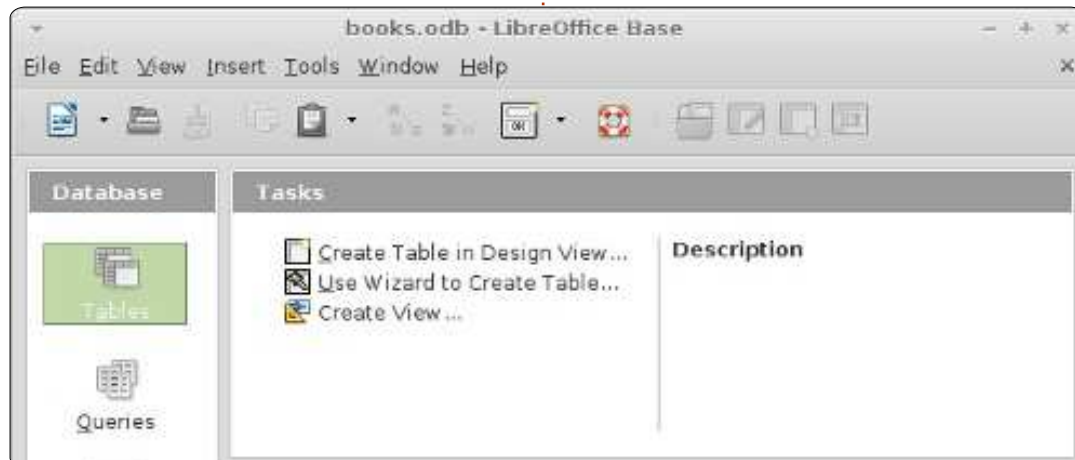 books.odb - LibreOffice Base
File Edit View Insert Tools Window Help
Database
Tasks
Tables
Queries
Create Table in Design View...
Use Wizard to Create Table...
Create View...
Description